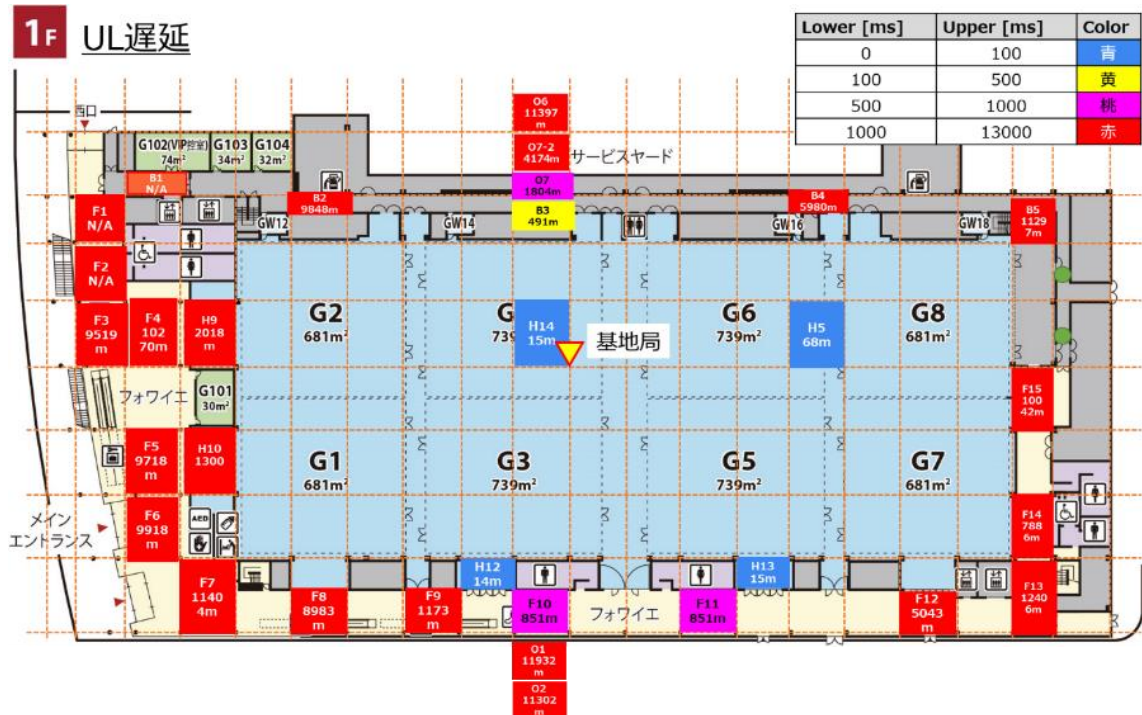 1F UL遅延
Lower [ms] Upper [ms] Color
0 100 青
100 500 黄
500 1000 桃
1000 13000 赤
西口
G102(VIP控室)
74m²
G103
34m²
G104
32m²
O6
11397
m
O7-2
4174m
サービスヤード
O7
1804m
B1
N/A
B2
9848m
B3
491m
B4
5980m
B5
1129
7m
F1
N/A
GW12
GW14
GW16
GW18
F2
N/A
F3
9519
m
F4
102
70m
H9
2018
m
G2
681m²
G
739
H14
15m
基地局
G6
739m²
H5
68m
G8
681m²
フォワイエ
G101
30m²
F15
100
42m
F5
9718
m
H10
1300
G1
681m²
G3
739m²
G5
739m²
G7
681m²
メイン
エントランス
F6
9918
m
AED
F14
788
6m
F7
1140
4m
F8
8983
m
F9
1173
m
H12
14m
F10
851m
フォワイエ
F11
851m
H13
15m
F12
5043
m
F13
1240
6m
O1
11932
m
O2
11302
m